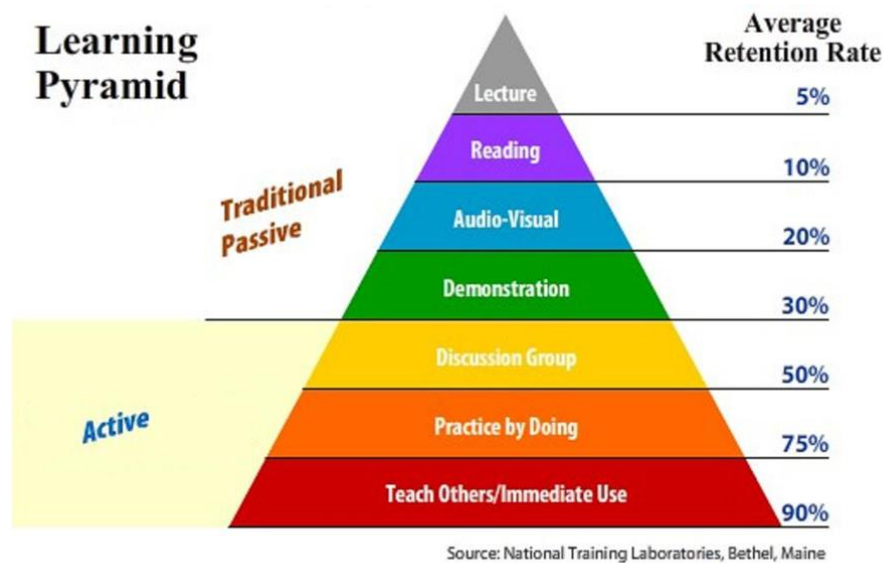 Learning
Pyramid
Average
Retention Rate
Lecture
5%
Reading
10%
Traditional
Passive
Audio-Visual
20%
Demonstration
30%
Discussion Group
50%
Active
Practice by Doing
75%
Teach Others/Immediate Use
90%
Source: National Training Laboratories, Bethel, Maine